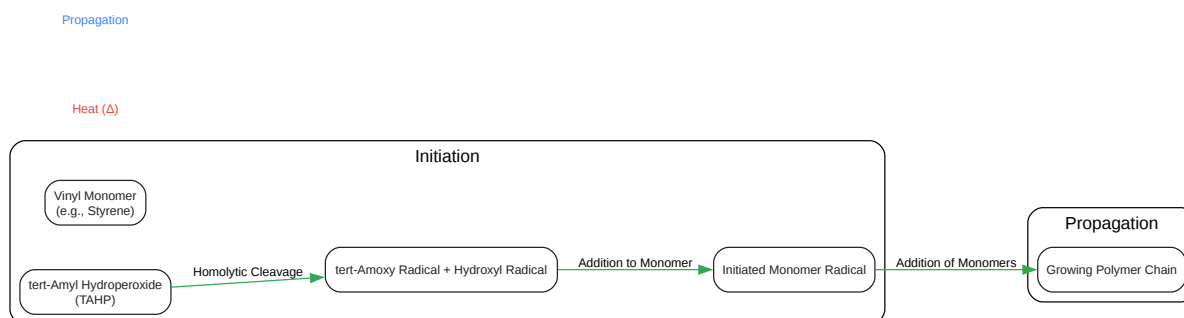 Propagation
Heat (Δ)
Initiation
Vinyl Monomer
(e.g., Styrene)
Propagation
tert-Amyl Hydroperoxide
(TAHP)
Homolytic Cleavage
tert-Amoxy Radical + Hydroxyl Radical
Addition to Monomer
Initiated Monomer Radical
Addition of Monomers
Growing Polymer Chain